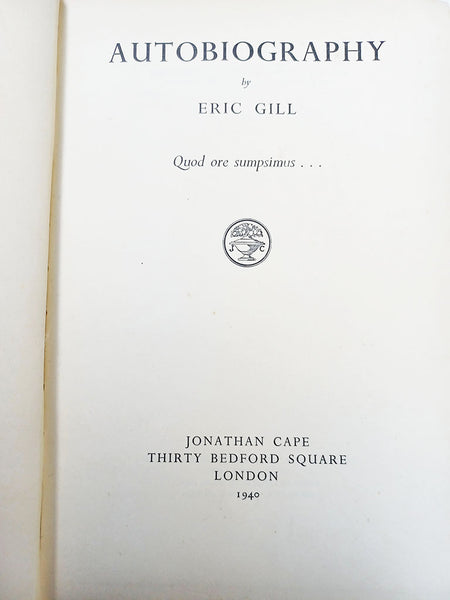 AUTOBIOGRAPHY
by
ERIC GILL
Quod ore sumpsimus . . .
J C
JONATHAN CAPE
THIRTY BEDFORD SQUARE
LONDON
1940